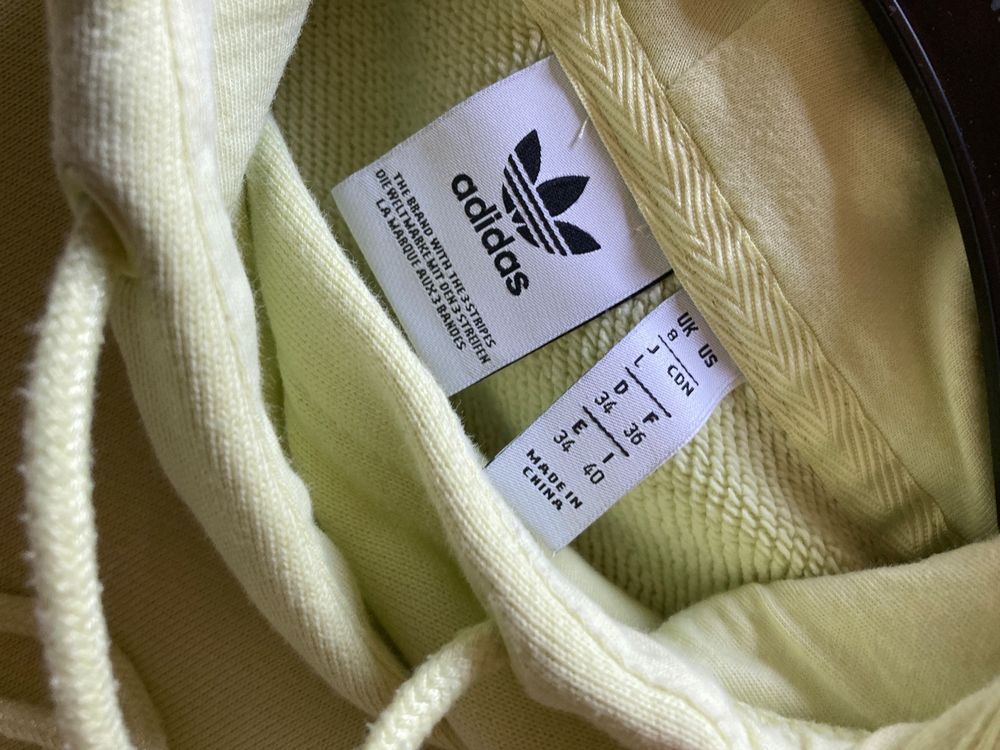 adidas
THE BRAND WITH THE 3 STRIPES
DIE WELTMARKE MIT DEN 3 STREIFEN
LA MARQUE AUX 3 BANDES
UK US
8
J CDN
L
D F
34 36
E I
34 40
MADE IN
CHINA